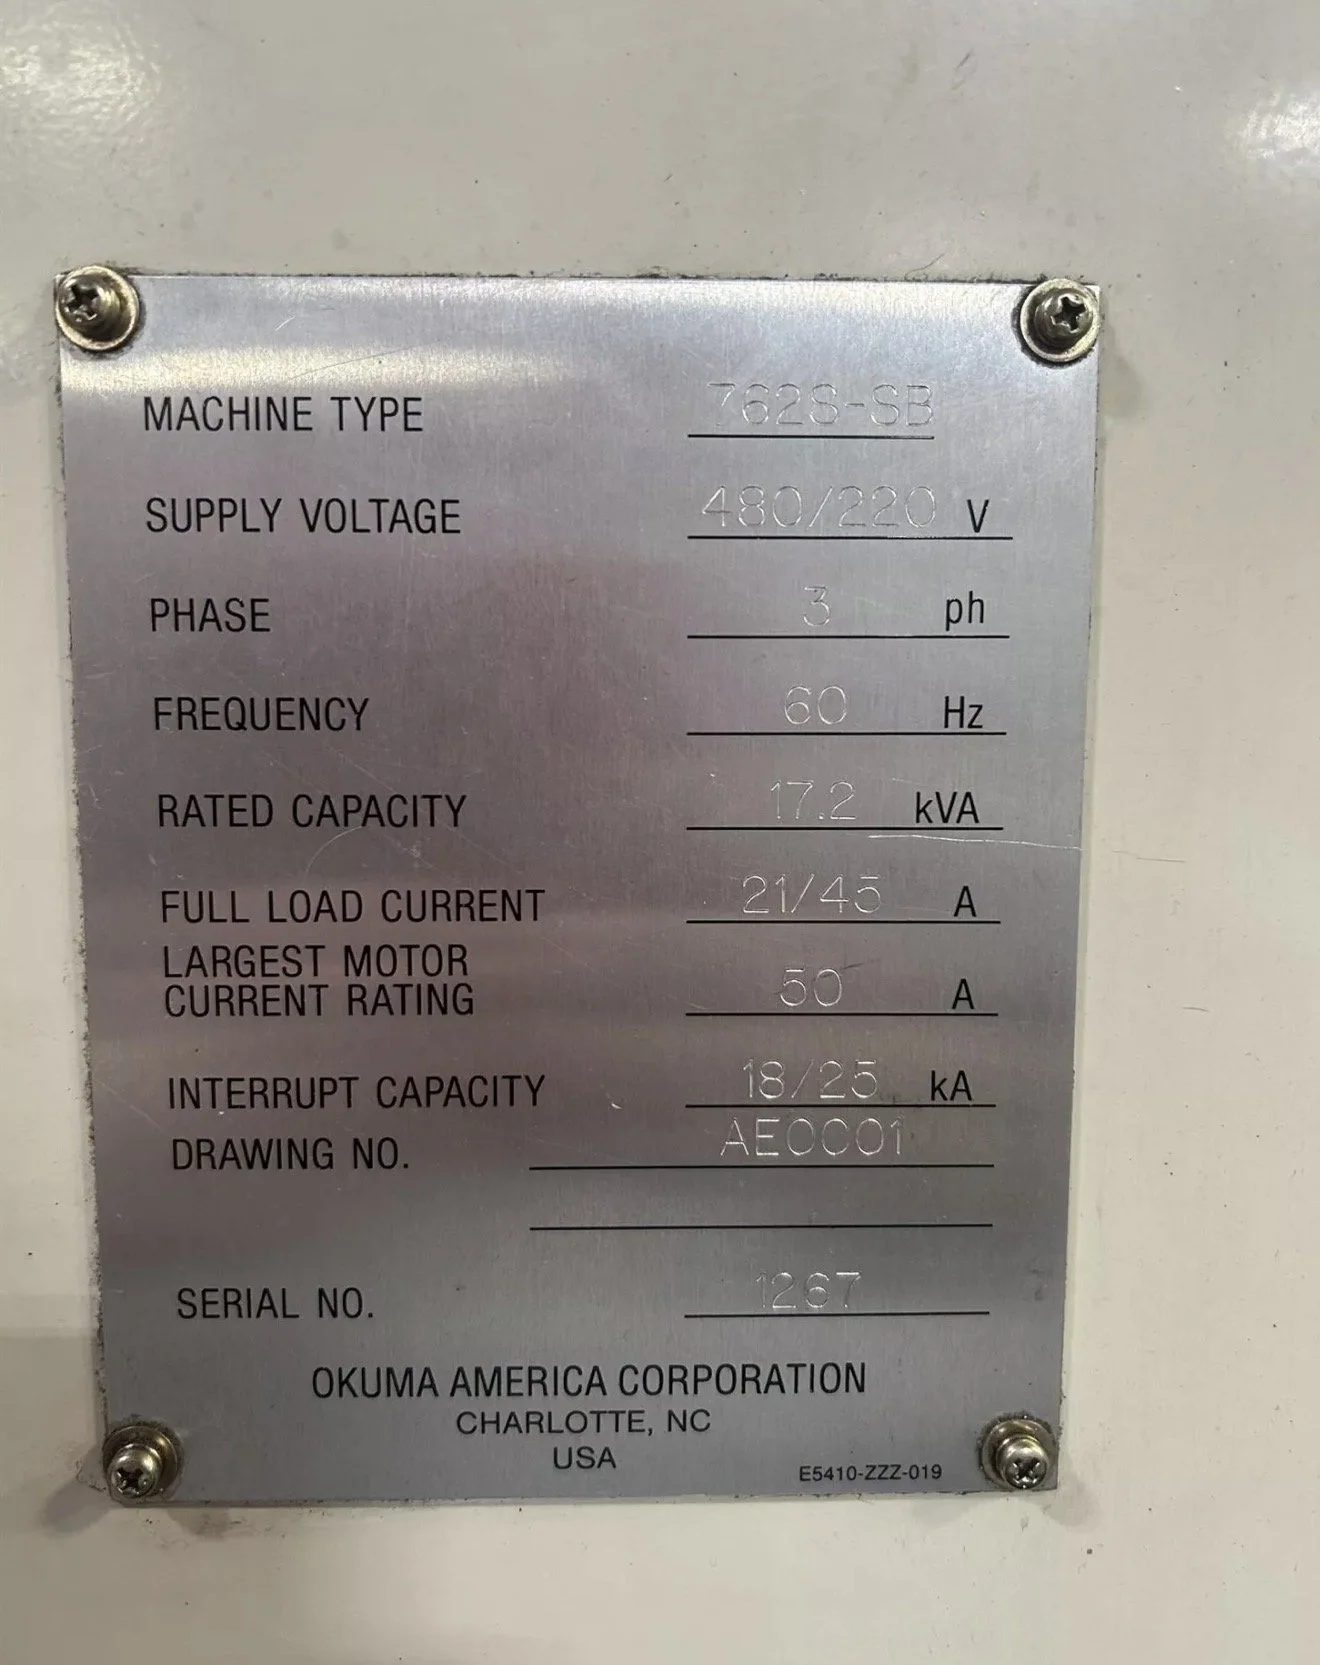 MACHINE TYPE 762S-SB
SUPPLY VOLTAGE 480/220 V
PHASE 3 ph
FREQUENCY 60 Hz
RATED CAPACITY 17.2 kVA
FULL LOAD CURRENT 21/45 A
LARGEST MOTOR
CURRENT RATING 50 A
INTERRUPT CAPACITY 18/25 kA
DRAWING NO. AE0C01
SERIAL NO. 1267
OKUMA AMERICA CORPORATION
CHARLOTTE, NC
USA
E5410-ZZZ-019